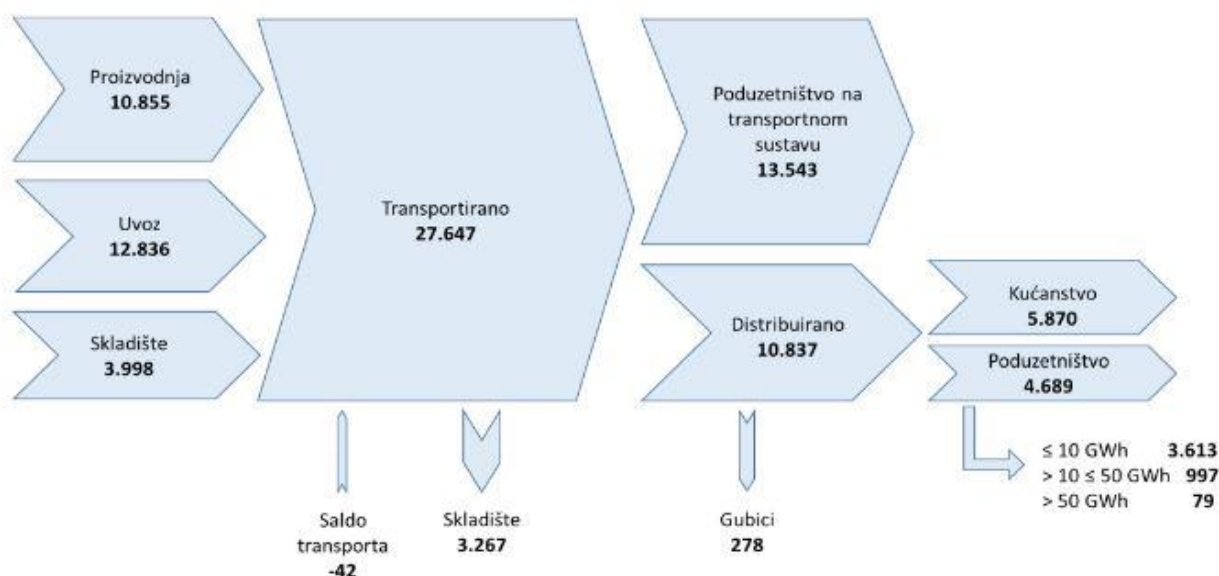 Proizvodnja
10.855
Uvoz
12.836
Skladište
3.998
Transportirano
27.647
Poduzetništvo na
transportnom
sustavu
13.543
Distribuirano
10.837
Kućanstvo
5.870
Poduzetništvo
4.689
≤ 10 GWh 3.613
> 10 ≤ 50 GWh 997
> 50 GWh 79
Saldo
transporta
-42
Skladište
3.267
Gubici
278